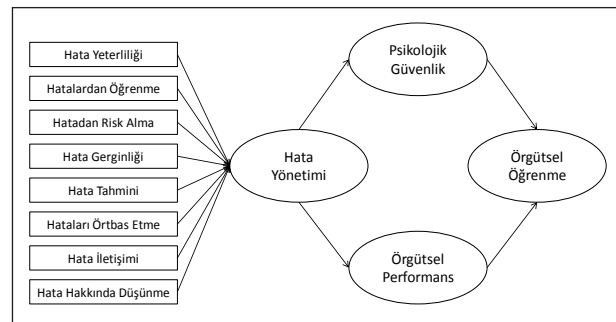 Hata Yeterliliği
Hatalardan Öğrenme
Hatadan Risk Alma
Hata Gerginliği
Hata Tahmini
Hataları Örtbas Etme
Hata İletişimi
Hata Hakkında Düşünme
Hata
Yönetimi
Psikolojik
Güvenlik
Örgütsel
Performans
Örgütsel
Öğrenme